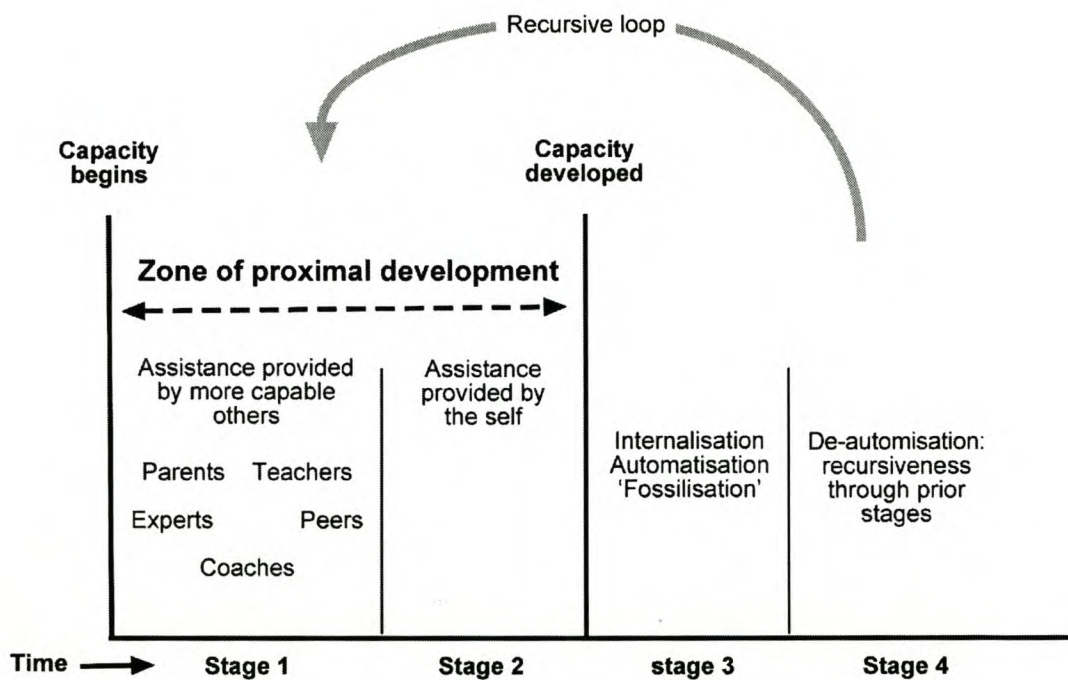 Recursive loop
Capacity
begins
Capacity
developed
Zone of proximal development
Assistance provided
by more capable
others
Parents Teachers
Experts Peers
Coaches
Assistance
provided by
the self
Internalisation
Automatisation
'Fossilisation'
De-automisation:
recursiveness
through prior
stages
Time Stage 1 Stage 2 stage 3 Stage 4